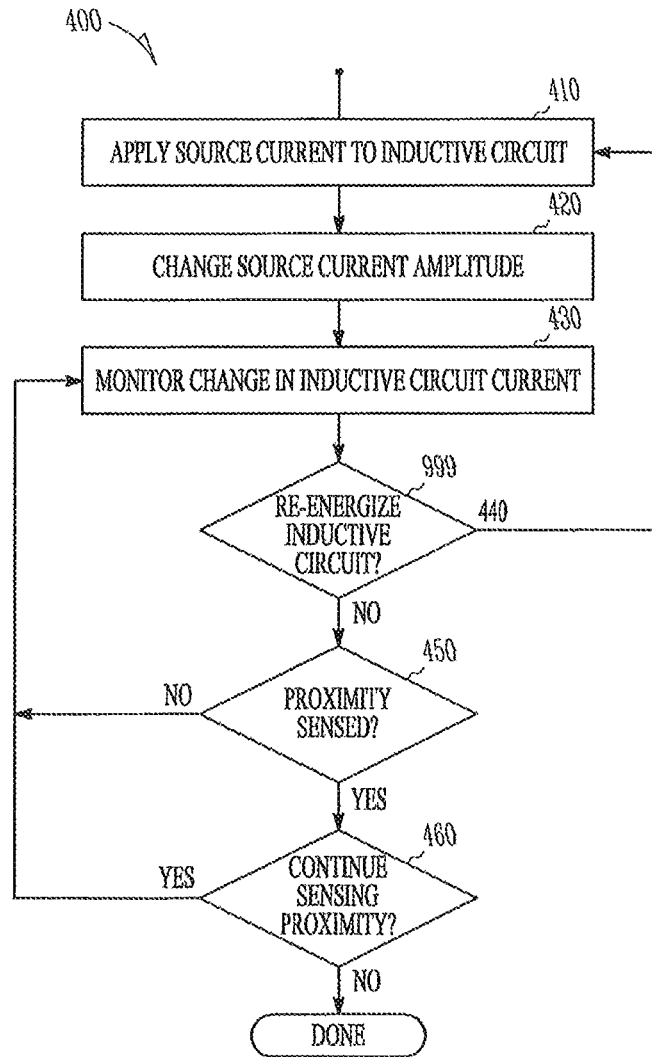 400
410
APPLY SOURCE CURRENT TO INDUCTIVE CIRCUIT
420
CHANGE SOURCE CURRENT AMPLITUDE
430
MONITOR CHANGE IN INDUCTIVE CIRCUIT CURRENT
999
RE-ENERGIZE
INDUCTIVE
CIRCUIT?
440
NO
450
PROXIMITY
SENSED?
NO
YES
460
CONTINUE
SENSING
PROXIMITY?
YES
NO
DONE